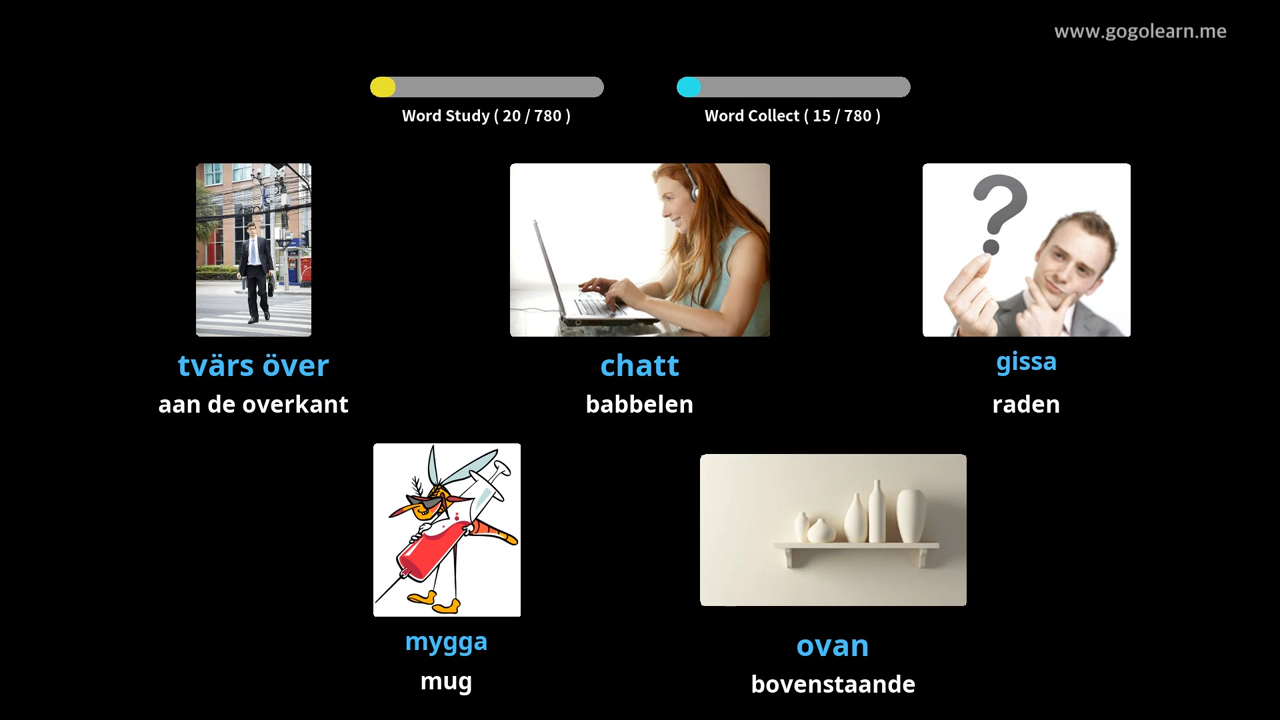 www.gogolearn.me
Word Study ( 20 / 780 )
Word Collect ( 15 / 780 )
tvärs över
aan de overkant
chatt
babbelen
gissa
raden
mygga
mug
ovan
bovenstaande